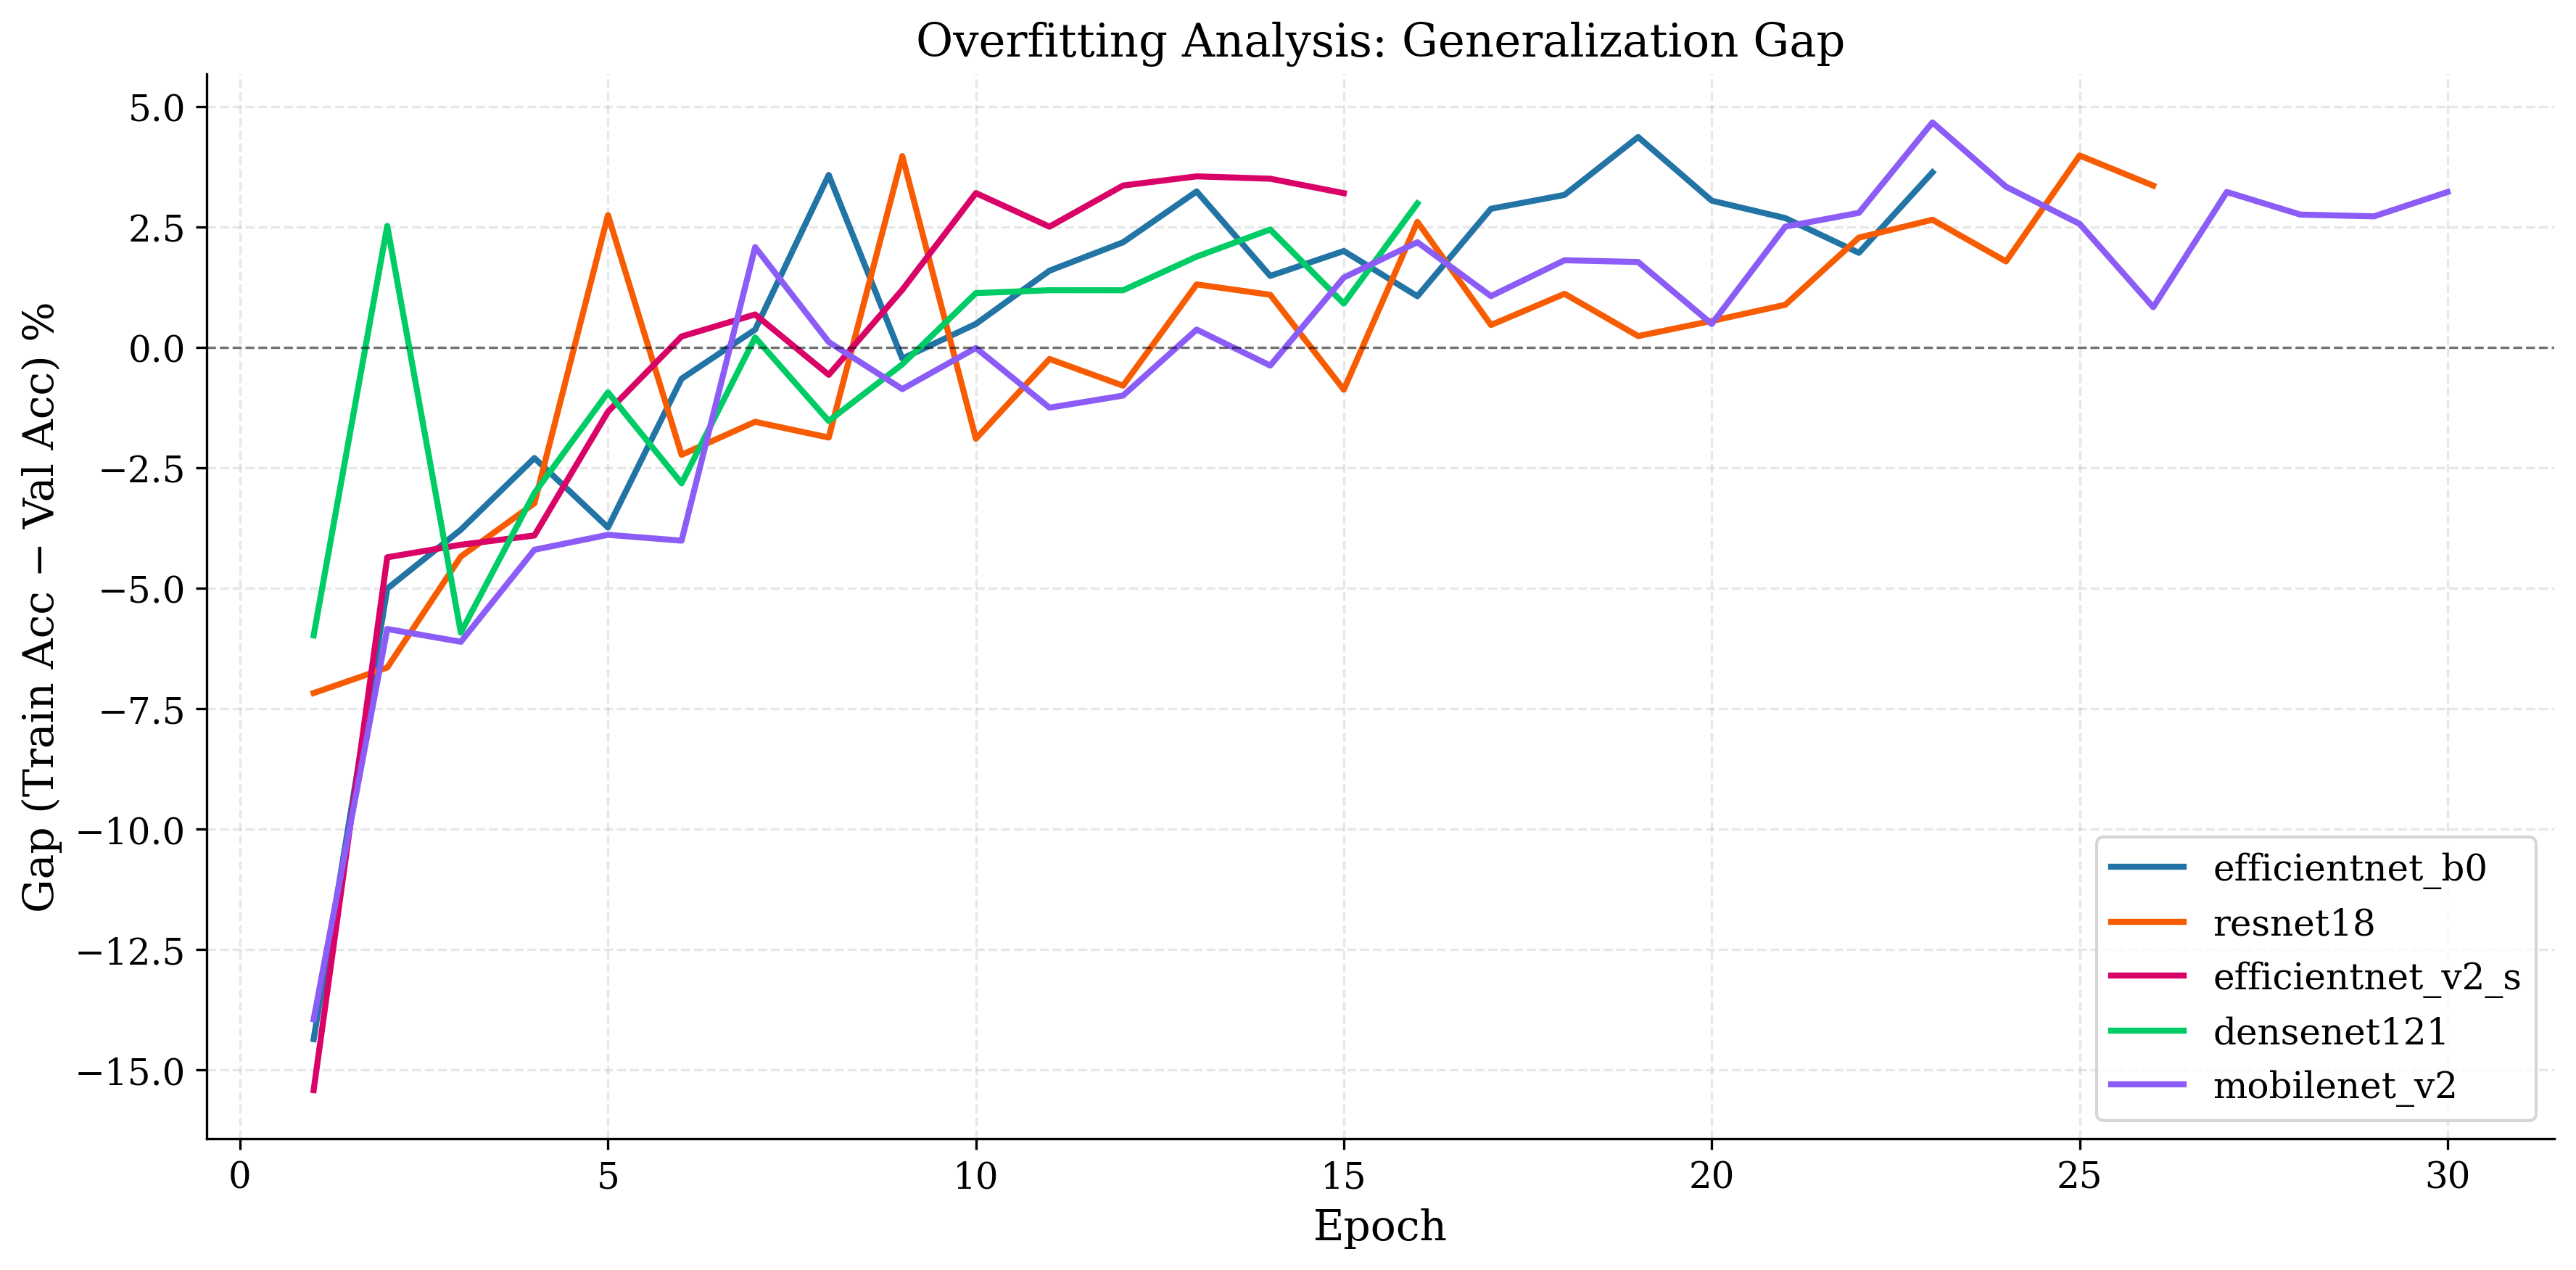 Overfitting Analysis: Generalization Gap
Gap (Train Acc − Val Acc) %
5.0
2.5
0.0
−2.5
−5.0
−7.5
−10.0
−12.5
−15.0
0 5 10 15 20 25 30
Epoch
efficientnet_b0
resnet18
efficientnet_v2_s
densenet121
mobilenet_v2